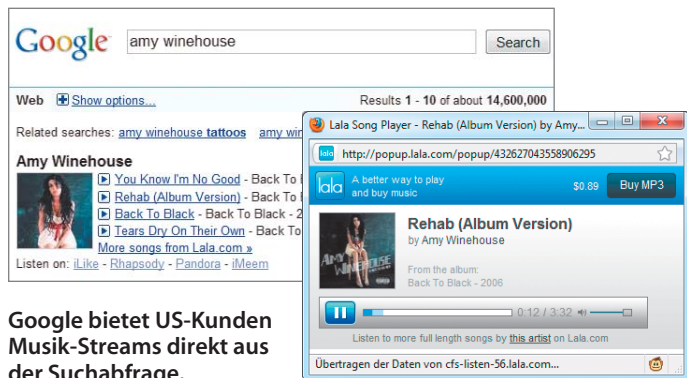 Google
amy winehouse
Search
Web Show options... Results 1 - 10 of about 14,600,000
Related searches: amy winehouse tattoos amy
Amy Winehouse
You Know I'm No Good - Back To
Rehab (Album Version) - Back To
Back To Black - Back To Black - 2
Tears Dry On Their Own - Back To
More songs from Lala.com »
Listen on: iLike - Rhapsody - Pandora - iMeem
Lala Song Player - Rehab (Album Version) by Amy...
lala http://popup.lala.com/popup/432627043558906295
lala A better way to play
and buy music
$0.89 Buy MP3
AMY WINEHOUSE
Rehab (Album Version)
by Amy Winehouse
From the album:
Back To Black - 2006
0:12 / 3:32
Listen to more full length songs by this artist on Lala.com
Übertragen der Daten von cfs-listen-56.lala.com...
Google bietet US-Kunden
Musik-Streams direkt aus
der Suchabfrage.